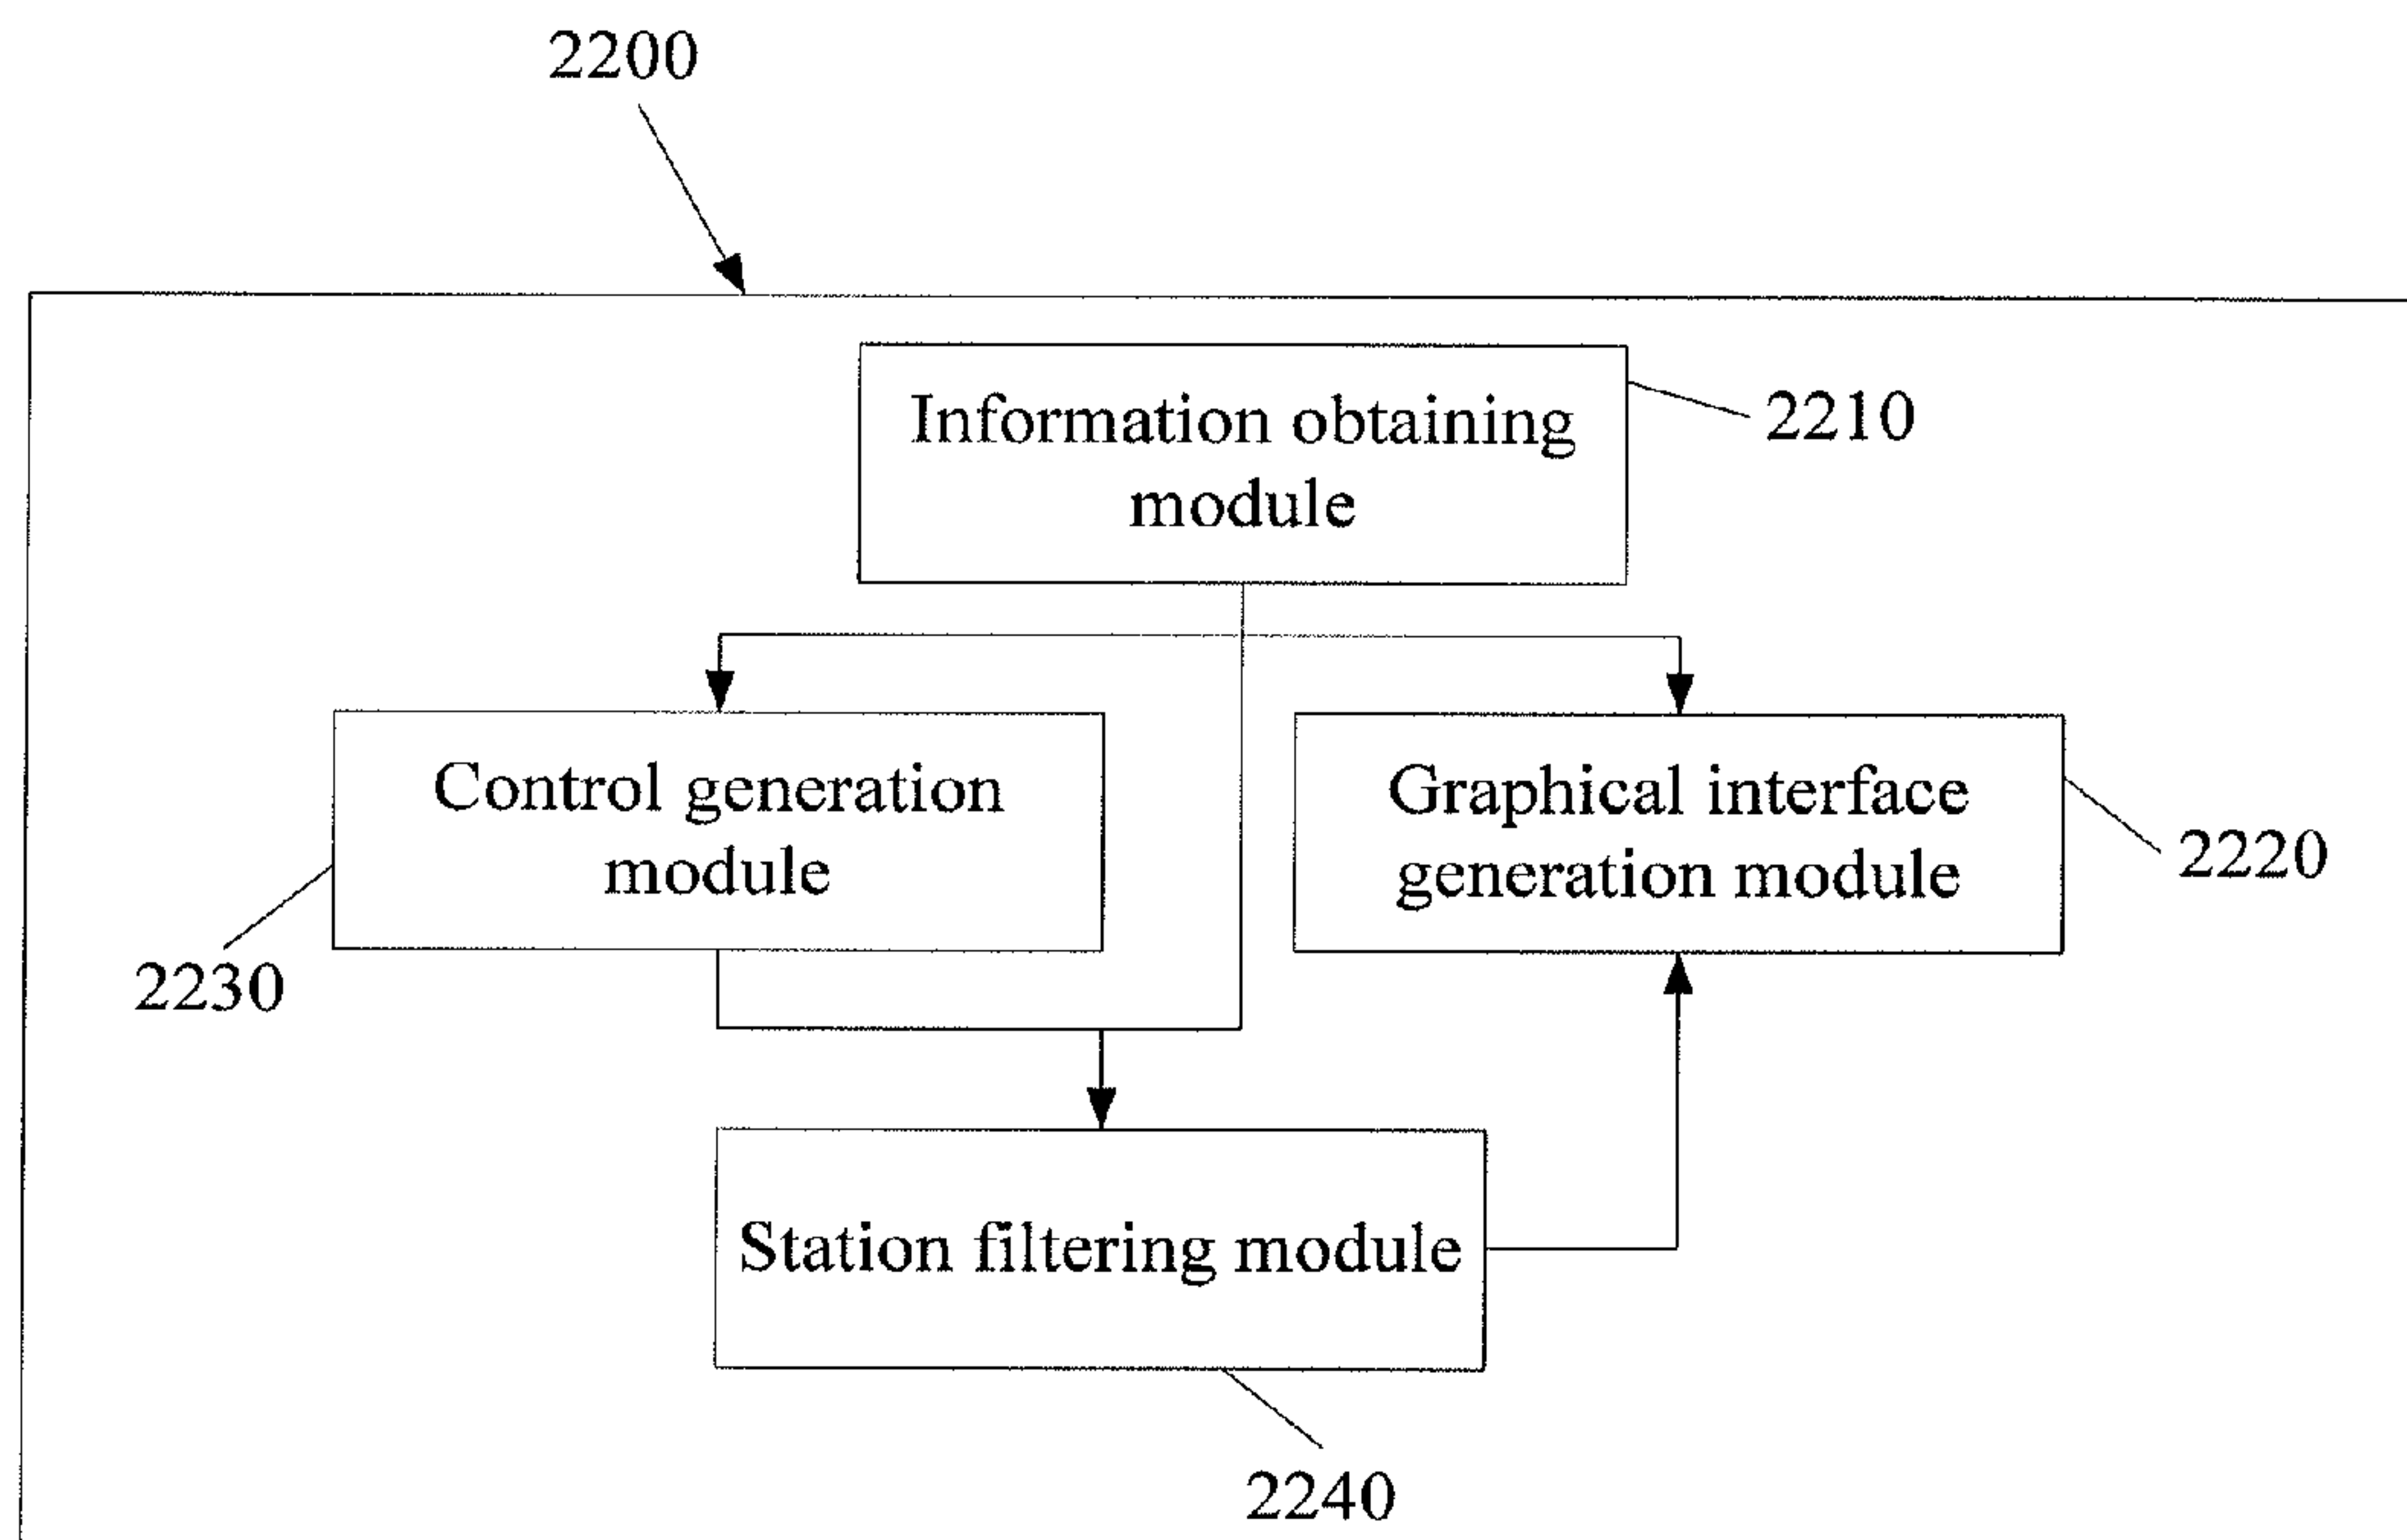 2200
Information obtaining
module
2210
Control generation
module
Graphical interface
generation module
2220
2230
Station filtering module
2240